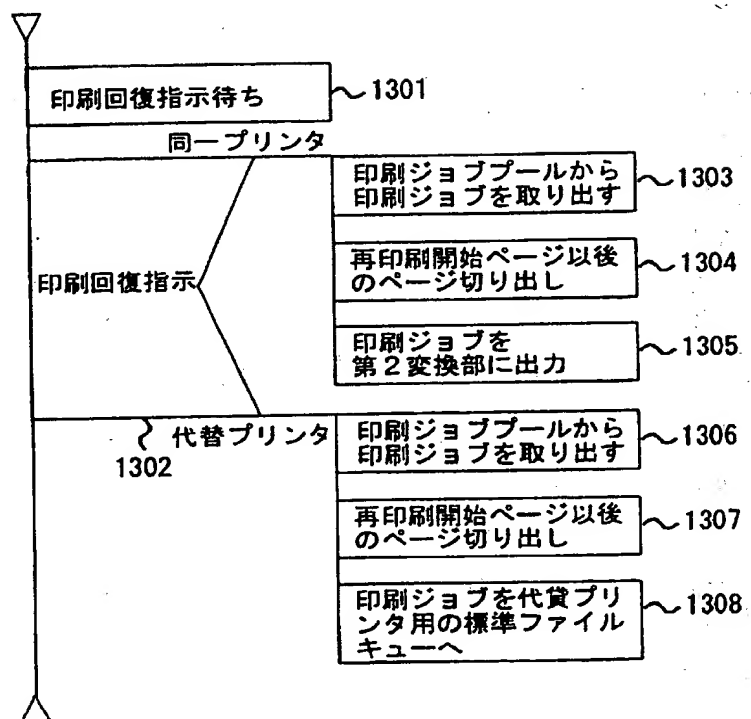 印刷回復指示待ち
1301
同一プリンタ
印刷ジョブプールから
印刷ジョブを取り出す
1303
再印刷開始ページ以後
のページ切り出し
1304
印刷回復指示
印刷ジョブを
第2変換部に出力
1305
代替プリンタ
1302
印刷ジョブプールから
印刷ジョブを取り出す
1306
再印刷開始ページ以後
のページ切り出し
1307
印刷ジョブを代貸プリ
ンタ用の標準ファイル
キューへ
1308